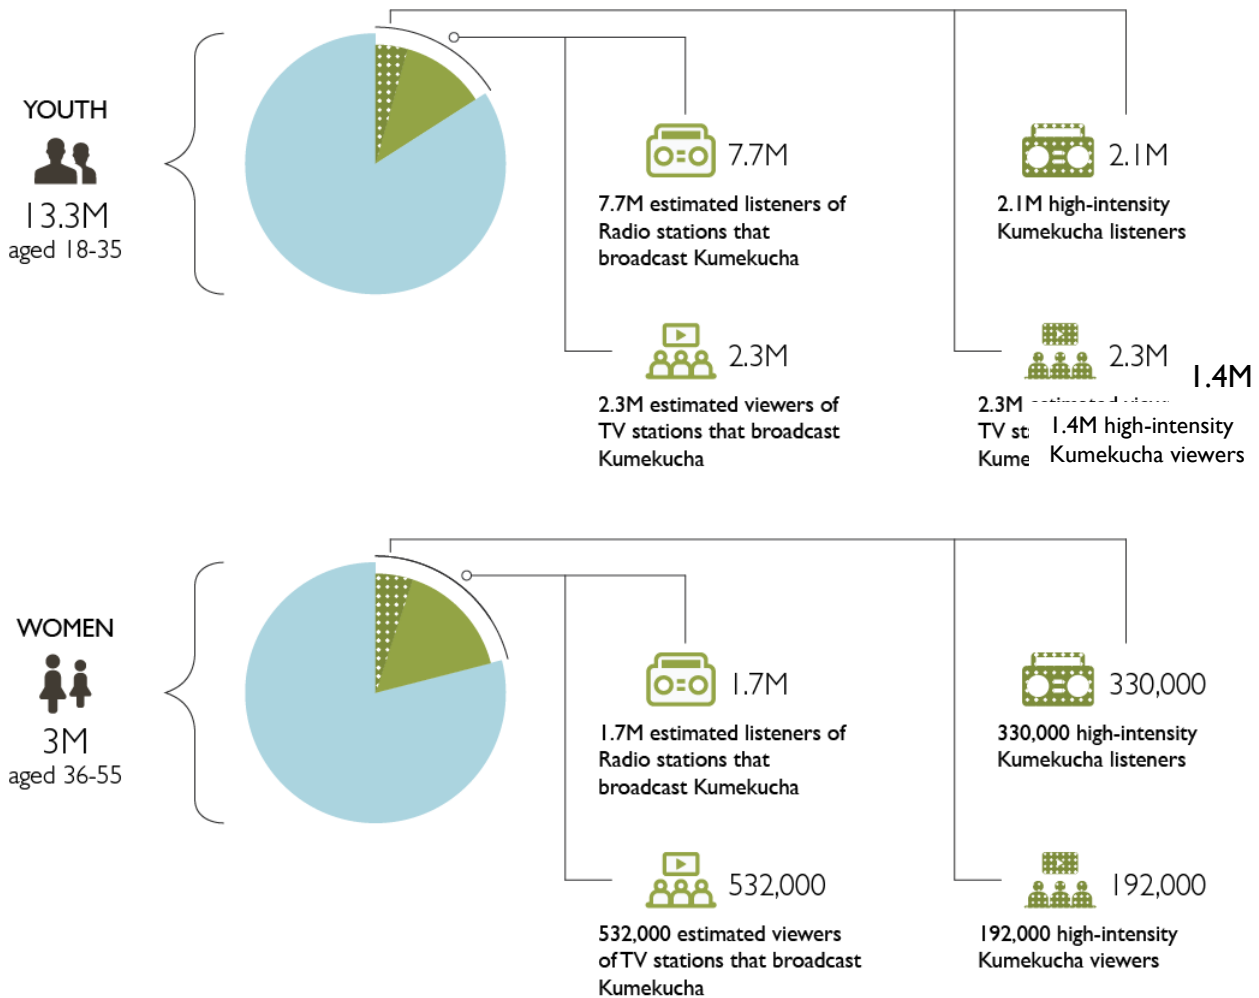 YOUTH
13.3M
aged 18-35
7.7M
7.7M estimated listeners of
Radio stations that
broadcast Kumekucha
2.1M
2.1M high-intensity
Kumekucha listeners
2.3M
2.3M estimated viewers of
TV stations that broadcast
Kumekucha
2.3M
1.4M
2.3M
TV
Kume
1.4M high-intensity
Kumekucha viewers
WOMEN
3M
aged 36-55
1.7M
1.7M estimated listeners of
Radio stations that
broadcast Kumekucha
330,000
330,000 high-intensity
Kumekucha listeners
532,000
532,000 estimated viewers
of TV stations that broadcast
Kumekucha
192,000
192,000 high-intensity
Kumekucha viewers